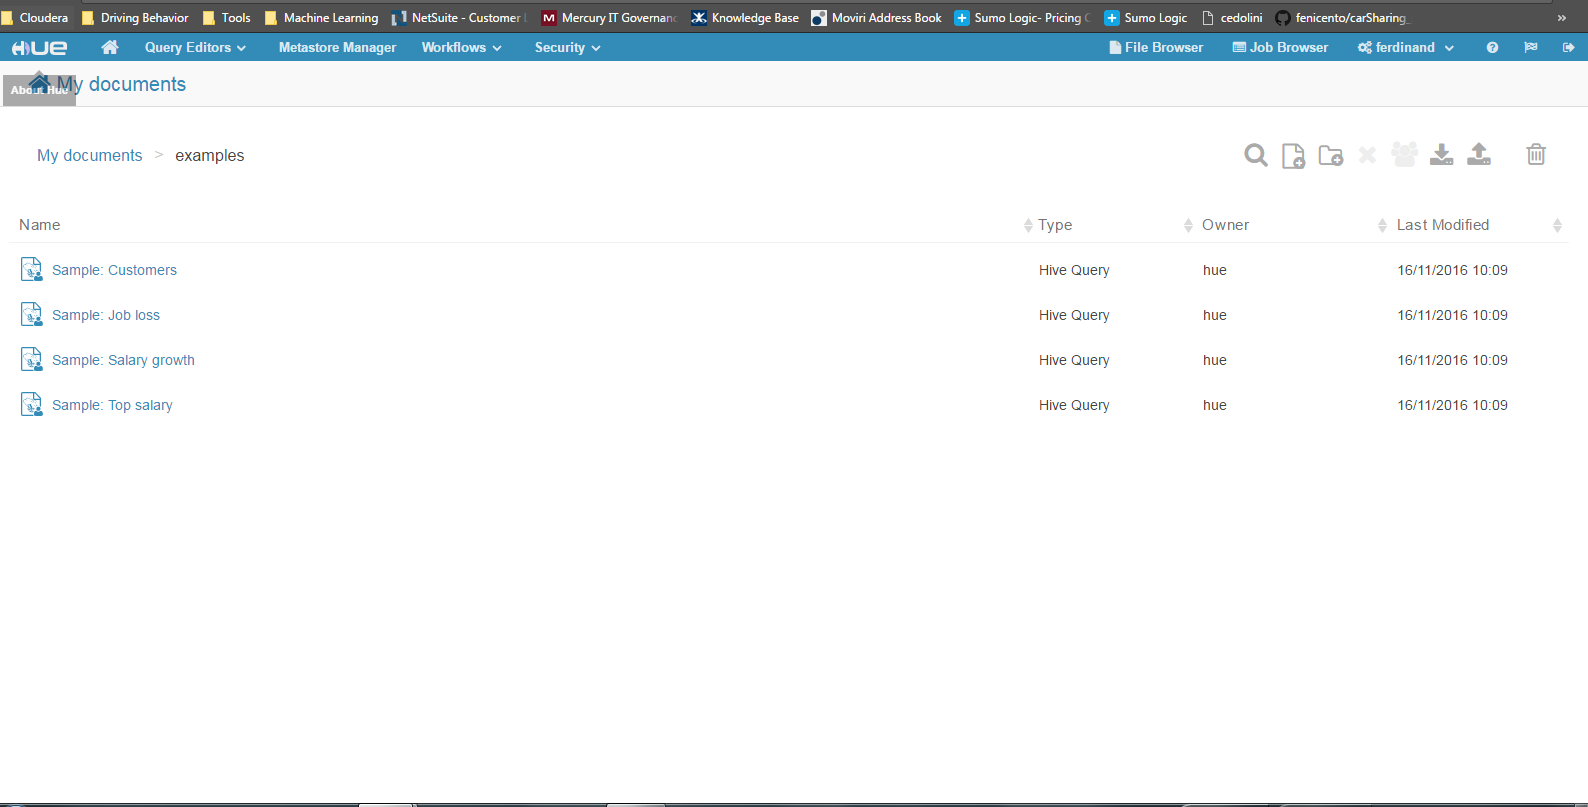 Cloudera Driving Behavior Tools Machine Learning NetSuite - Customer Mercury IT Governanc Knowledge Base Moviri Address Book Sumo Logic- Pricing Sumo Logic cedolini fenicento/carSharing_ »
HUE Query Editors Metastore Manager Workflows Security File Browser Job Browser ferdinand
My documents
About Hue
My documents > examples
Name Type Owner Last Modified
Sample: Customers Hive Query hue 16/11/2016 10:09
Sample: Job loss Hive Query hue 16/11/2016 10:09
Sample: Salary growth Hive Query hue 16/11/2016 10:09
Sample: Top salary Hive Query hue 16/11/2016 10:09